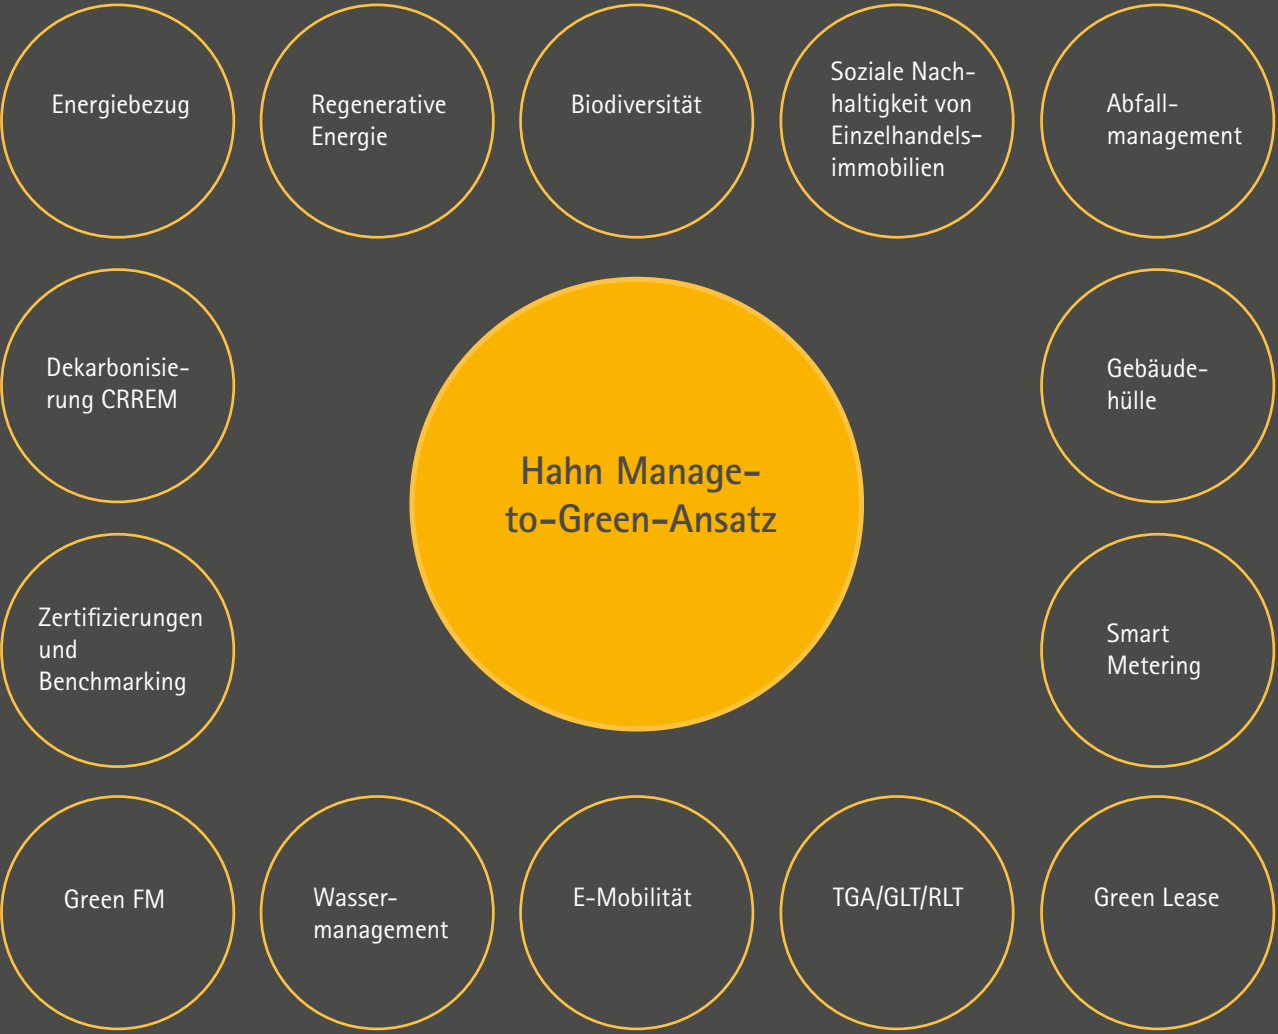 Energiebezug
Regenerative
Energie
Biodiversität
Soziale Nach-
haltigkeit von
Einzelhandels-
immobilien
Abfall-
management
Dekarbonisie-
rung CRREM
Hahn Manage-
to-Green-Ansatz
Gebäude-
hülle
Zertifizierungen
und
Benchmarking
Smart
Metering
Green FM
Wasser-
management
E-Mobilität
TGA/GLT/RLT
Green Lease